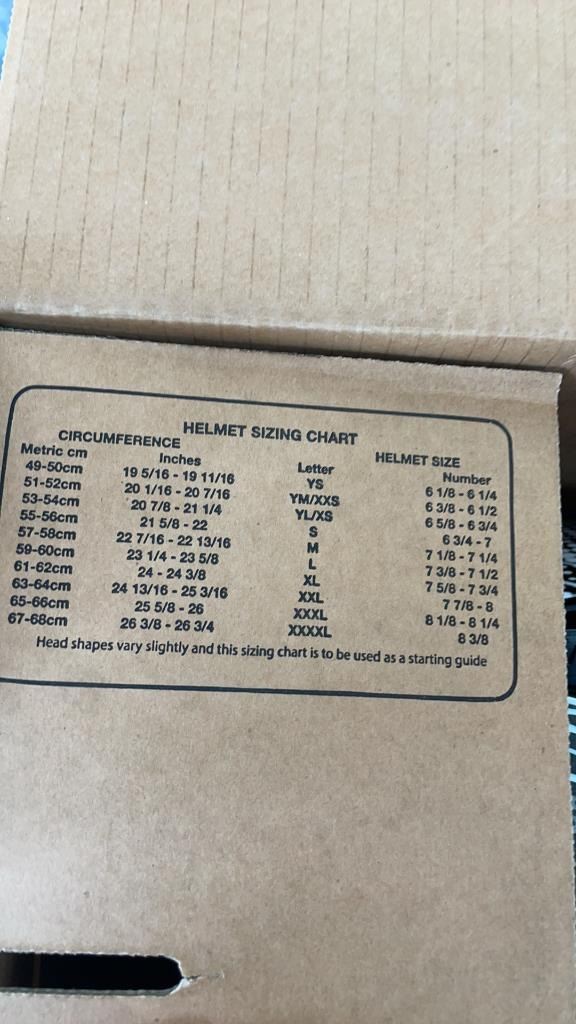 HELMET SIZING CHART
CIRCUMFERENCE HELMET SIZE
Metric cm Inches Letter Number
49-50cm 19 5/16 - 19 11/16 YS 6 1/8 - 6 1/4
51-52cm 20 1/16 - 20 7/16 YM/XXS 6 3/8 - 6 1/2
53-54cm 20 7/8 - 21 1/4 YL/XS 6 5/8 - 6 3/4
55-56cm 21 5/8 - 22 S 6 3/4 - 7
57-58cm 22 7/16 - 22 13/16 M 7 1/8 - 7 1/4
59-60cm 23 1/4 - 23 5/8 L 7 3/8 - 7 1/2
61-62cm 24 - 24 3/8 XL 7 5/8 - 7 3/4
63-64cm 24 13/16 - 25 3/16 XXL 7 7/8 - 8
65-66cm 25 5/8 - 26 XXXL 8 1/8 - 8 1/4
67-68cm 26 3/8 - 26 3/4 XXXXL 8 3/8
Head shapes vary slightly and this sizing chart is to be used as a starting guide